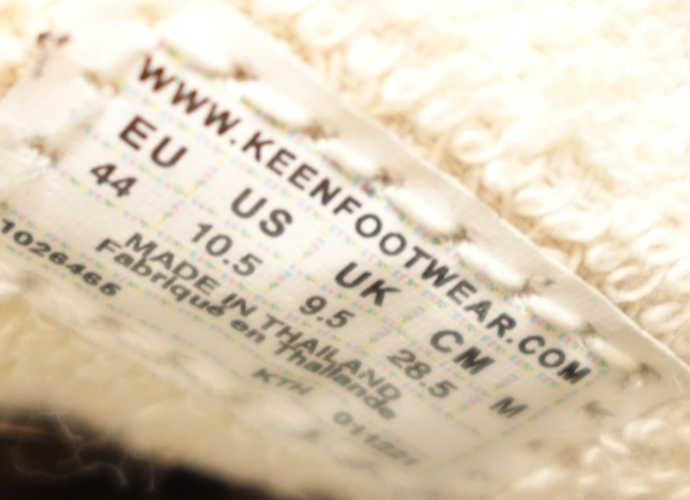 WWW.KEENFOOTWEAR.COM
EU US UK CM
44 10.5 9.5 28.5 M
MADE IN THAILAND
Fabriqué en Thaïlande
1026465 KTH 011221